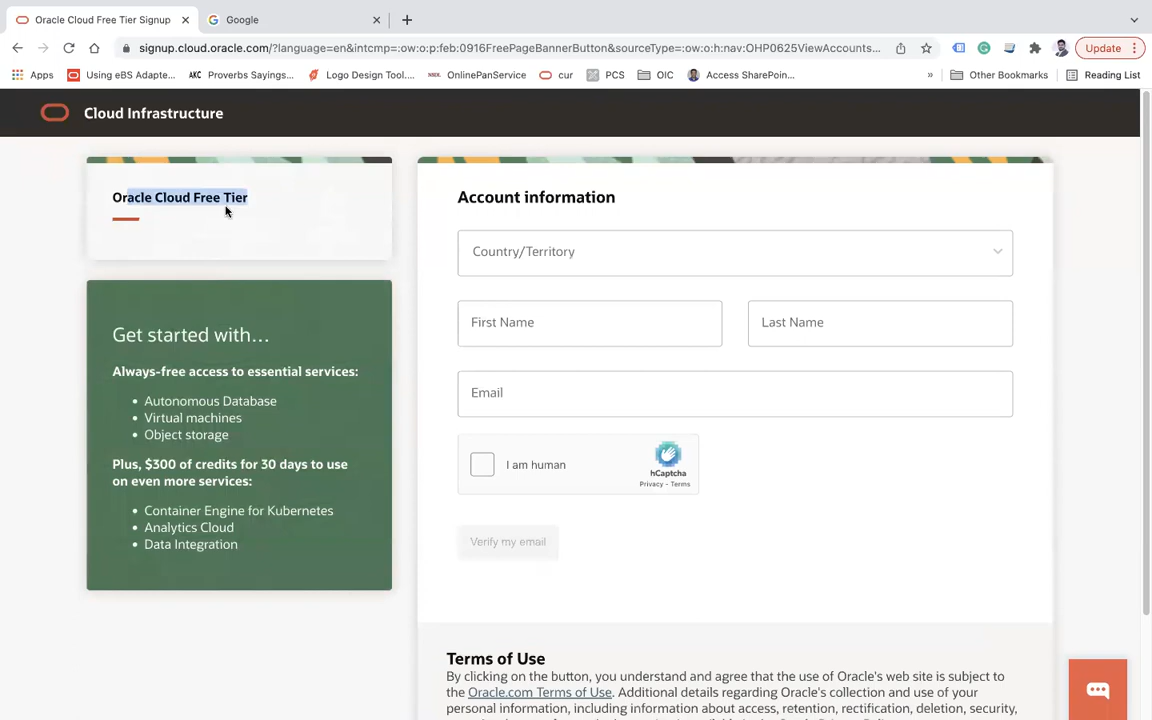 Oracle Cloud Free Tier Signup
Google
signup.cloud.oracle.com/?language=en&intcmp=:ow:o:p:feb:0916FreePageBannerButton&sourceType=:ow:o:h:nav:OHP0625ViewAccounts...
Update
Apps
Using eBS Adapte...
AKC Proverbs Sayings...
Logo Design Tool....
OnlinePanService
cur
PCS
OIC
Access SharePoin...
»
Other Bookmarks
Reading List
Cloud Infrastructure
Oracle Cloud Free Tier
Get started with...
Always-free access to essential services:
• Autonomous Database
• Virtual machines
• Object storage
Plus, $300 of credits for 30 days to use
on even more services:
• Container Engine for Kubernetes
• Analytics Cloud
• Data Integration
Account information
Country/Territory
First Name
Last Name
Email
I am human
hCaptcha
Privacy - Terms
Verify my email
Terms of Use
By clicking on the button, you understand and agree that the use of Oracle's web site is subject to
the Oracle.com Terms of Use. Additional details regarding Oracle's collection and use of your
personal information, including information about access, retention, rectification, deletion, security,